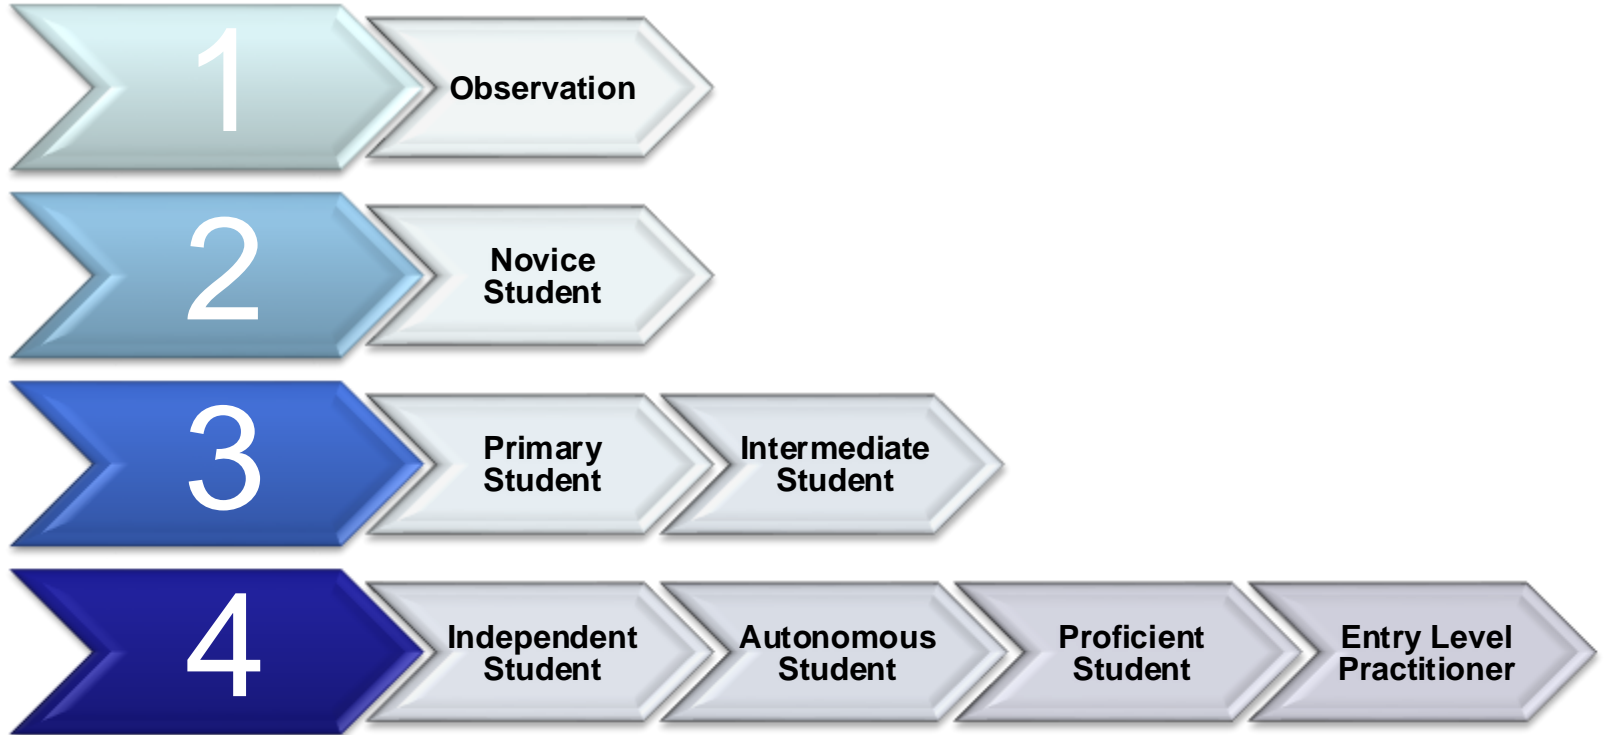 1
Observation
2
Novice
Student
3
Primary
Student
Intermediate
Student
4
Independent
Student
Autonomous
Student
Proficient
Student
Entry Level
Practitioner